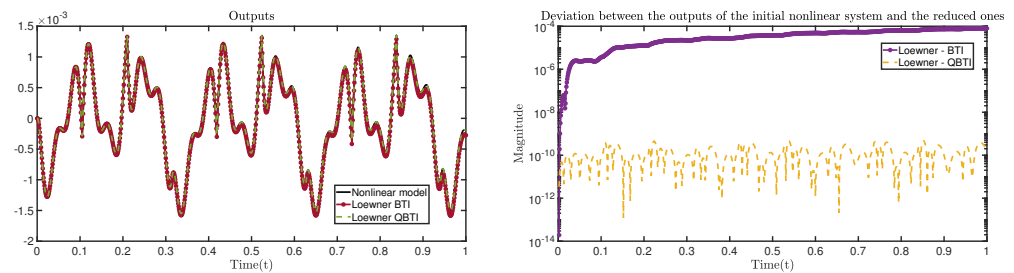 Outputs
×10⁻³
1.5
1
0.5
0
-0.5
-1
-1.5
-2
0 0.1 0.2 0.3 0.4 0.5 0.6 0.7 0.8 0.9 1
Time(t)
Nonlinear model
Loewner BTI
Loewner QBTI
Deviation between the outputs of the initial nonlinear system and the reduced ones
Magnitude
10⁻⁴
10⁻⁶
10⁻⁸
10⁻¹⁰
10⁻¹²
10⁻¹⁴
0 0.1 0.2 0.3 0.4 0.5 0.6 0.7 0.8 0.9 1
Time(t)
Loewner - BTI
Loewner - QBTI